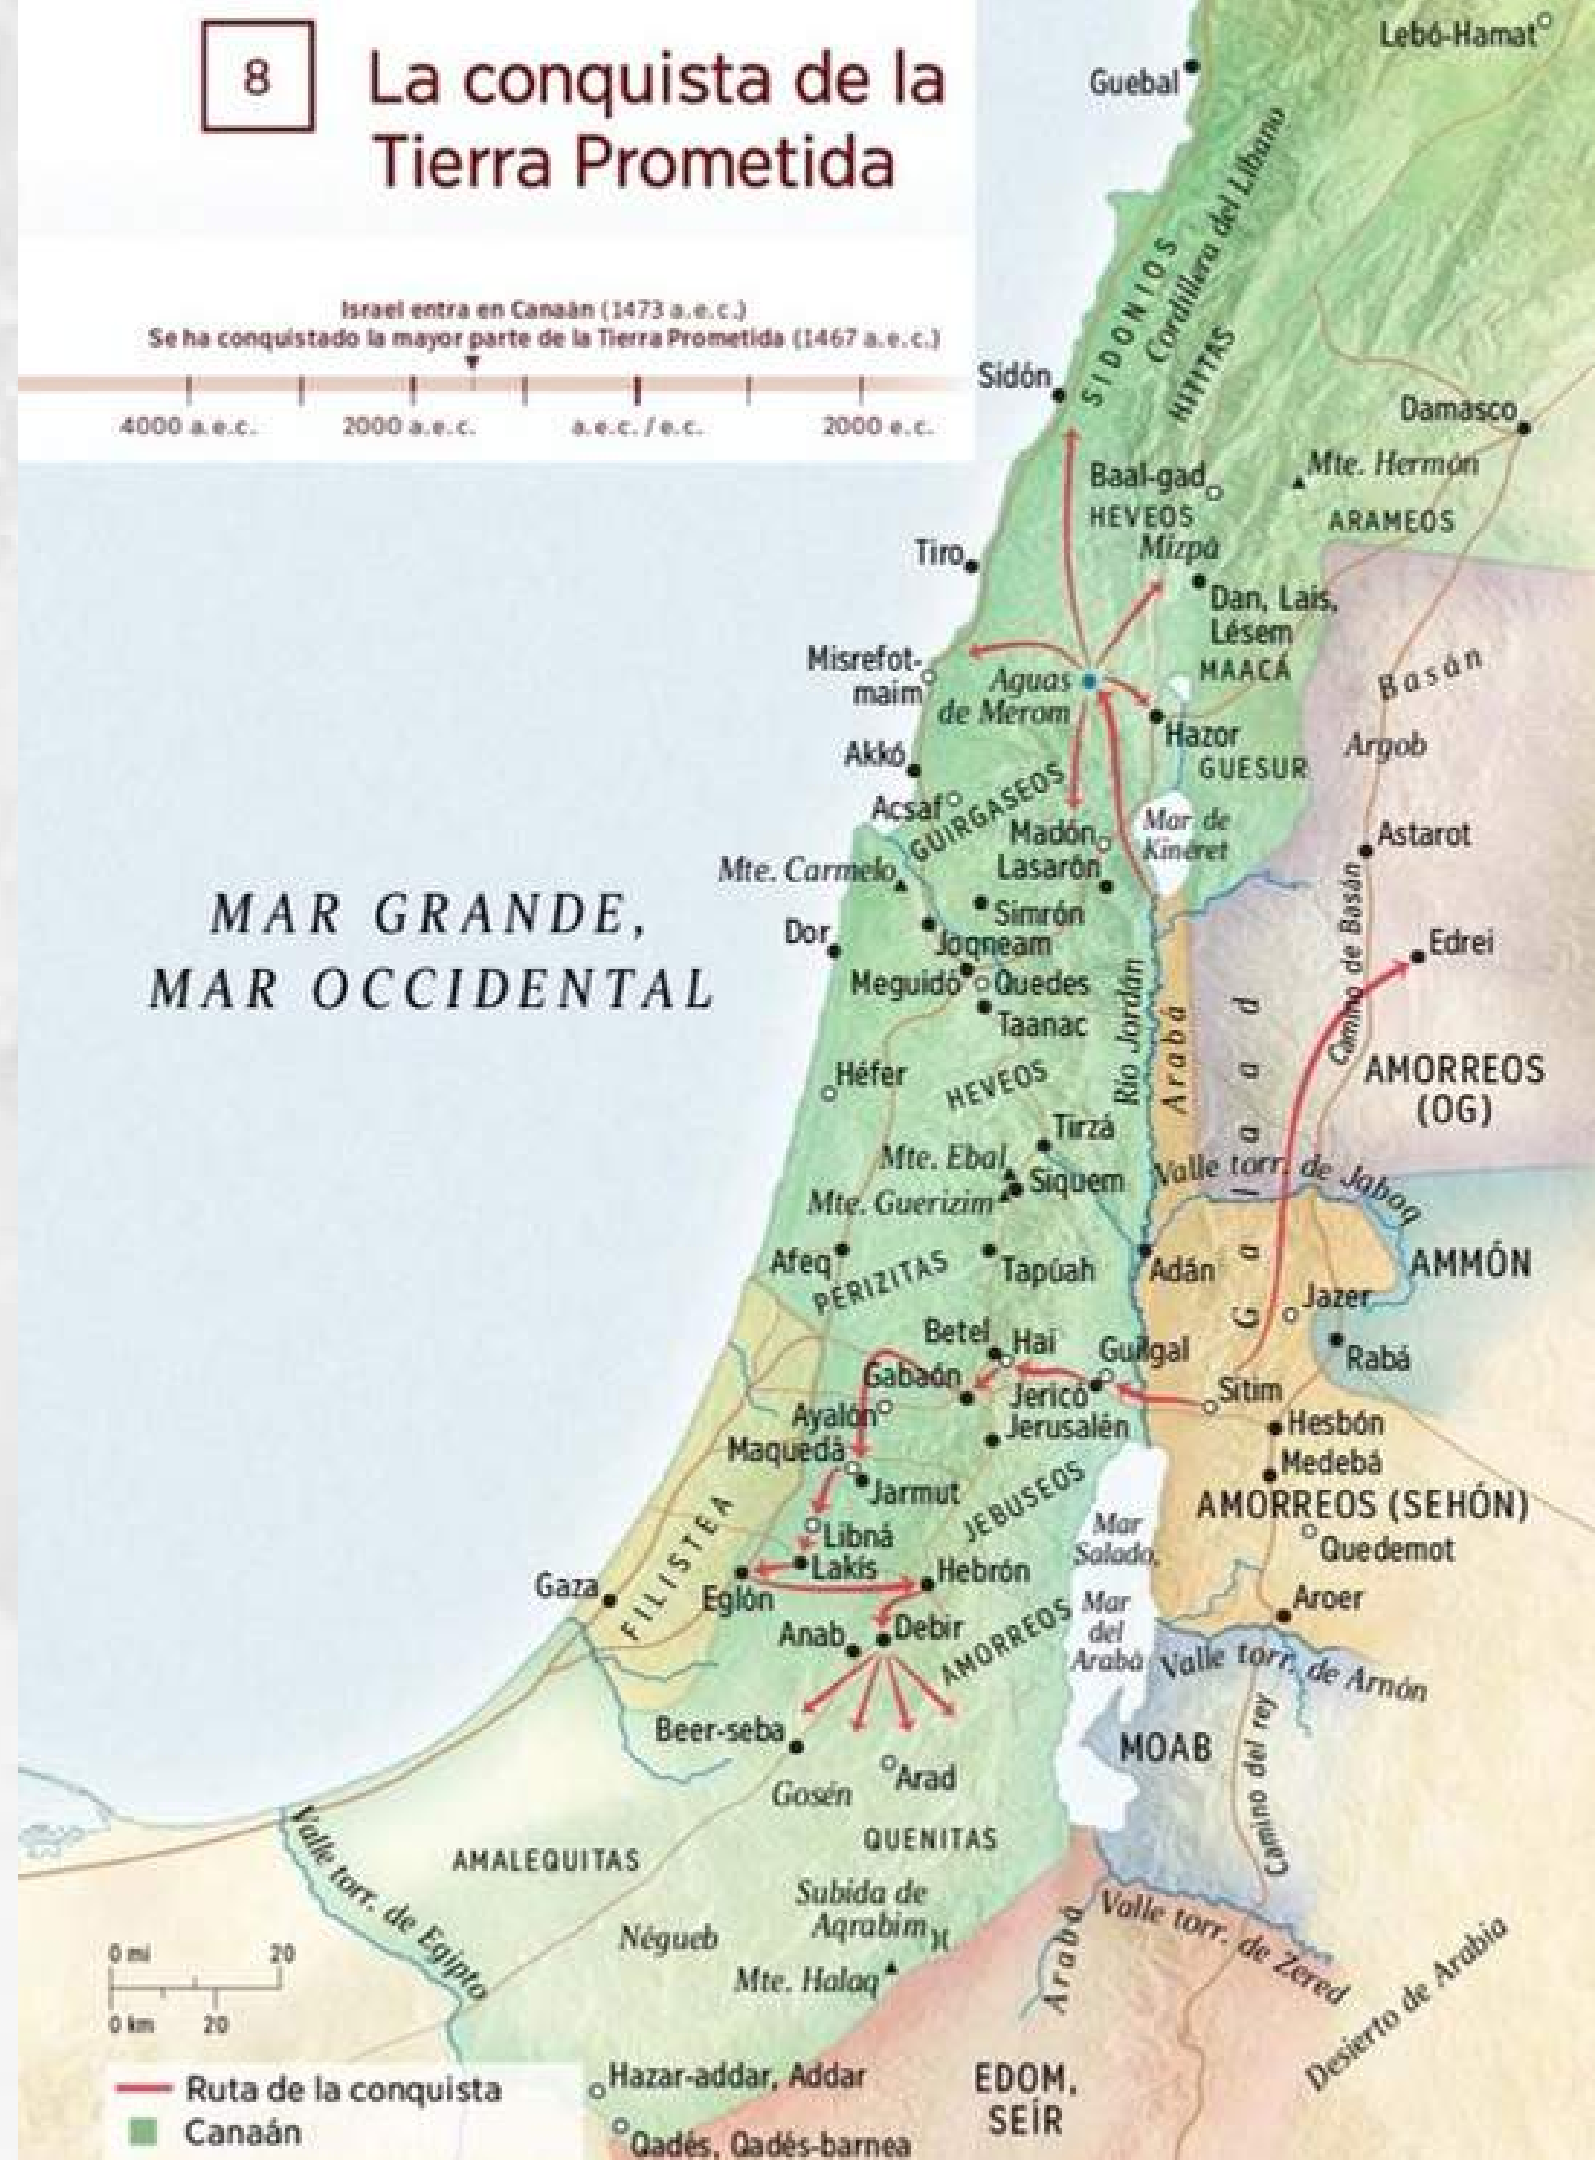 8
La conquista de la
Tierra Prometida
Israel entra en Canaán (1473 a.e.c.)
Se ha conquistado la mayor parte de la Tierra Prometida (1467 a.e.c.)
4000 a.e.c.
2000 a.e.c.
a.e.c. / e.c.
2000 e.c.
Lebó-Hamat
Guebal
Cordillera del Líbano
SIDONIOS
HITITAS
Sidón
Damasco
Mte. Hermón
Baal-gad
HEVEOS
ARAMEOS
Mizpá
Tiro
Dan, Lais,
Lésem
Misrefot-
maim
MAACÁ
Basán
Aguas
de Merom
Hazor
Argob
Akkó
GUESUR
Acsaf
GUIRGASEOS
Madón
Mar de
Kinéret
Astarot
Lasarón
Mte. Carmelo
Simrón
Dor
Joqneam
Edrei
MAR GRANDE,
MAR OCCIDENTAL
Meguidó
Quedes
Taanac
Río Jordán
Arabá
Camino de Basán
Galaad
AMORREOS
(OG)
Héfer
HEVEOS
Tirzá
Mte. Ebal
Siquem
Mte. Guerizim
Valle torr. de Jaboq
Afeq
PERIZITAS
Tapúah
Adán
AMMÓN
Jazer
Betel
Hai
Guilgal
Rabá
Gabaón
Jericó
Sitim
Ayalón
Jerusalén
Hesbón
Maquedá
Medebá
Jarmut
JEBUSEOS
AMORREOS (SEHÓN)
Libná
Mar
Salado,
Mar
del
Arabá
Quedemot
Lakís
Hebrón
Gaza
FILISTEA
Eglón
Aroer
Anab
Debir
AMORREOS
Valle torr. de Arnón
Beer-seba
MOAB
Camino del rey
Arad
Gosén
QUENITAS
AMALEQUITAS
Valle torr. de Egipto
Subida de
Aqrabim
Négueb
Arabá
Valle torr. de Zered
Mte. Halaq
Desierto de Arabia
0 mi
20
0 km
20
Ruta de la conquista
Canaán
Hazar-addar, Addar
EDOM,
SEÍR
Qadés, Qadés-barnea